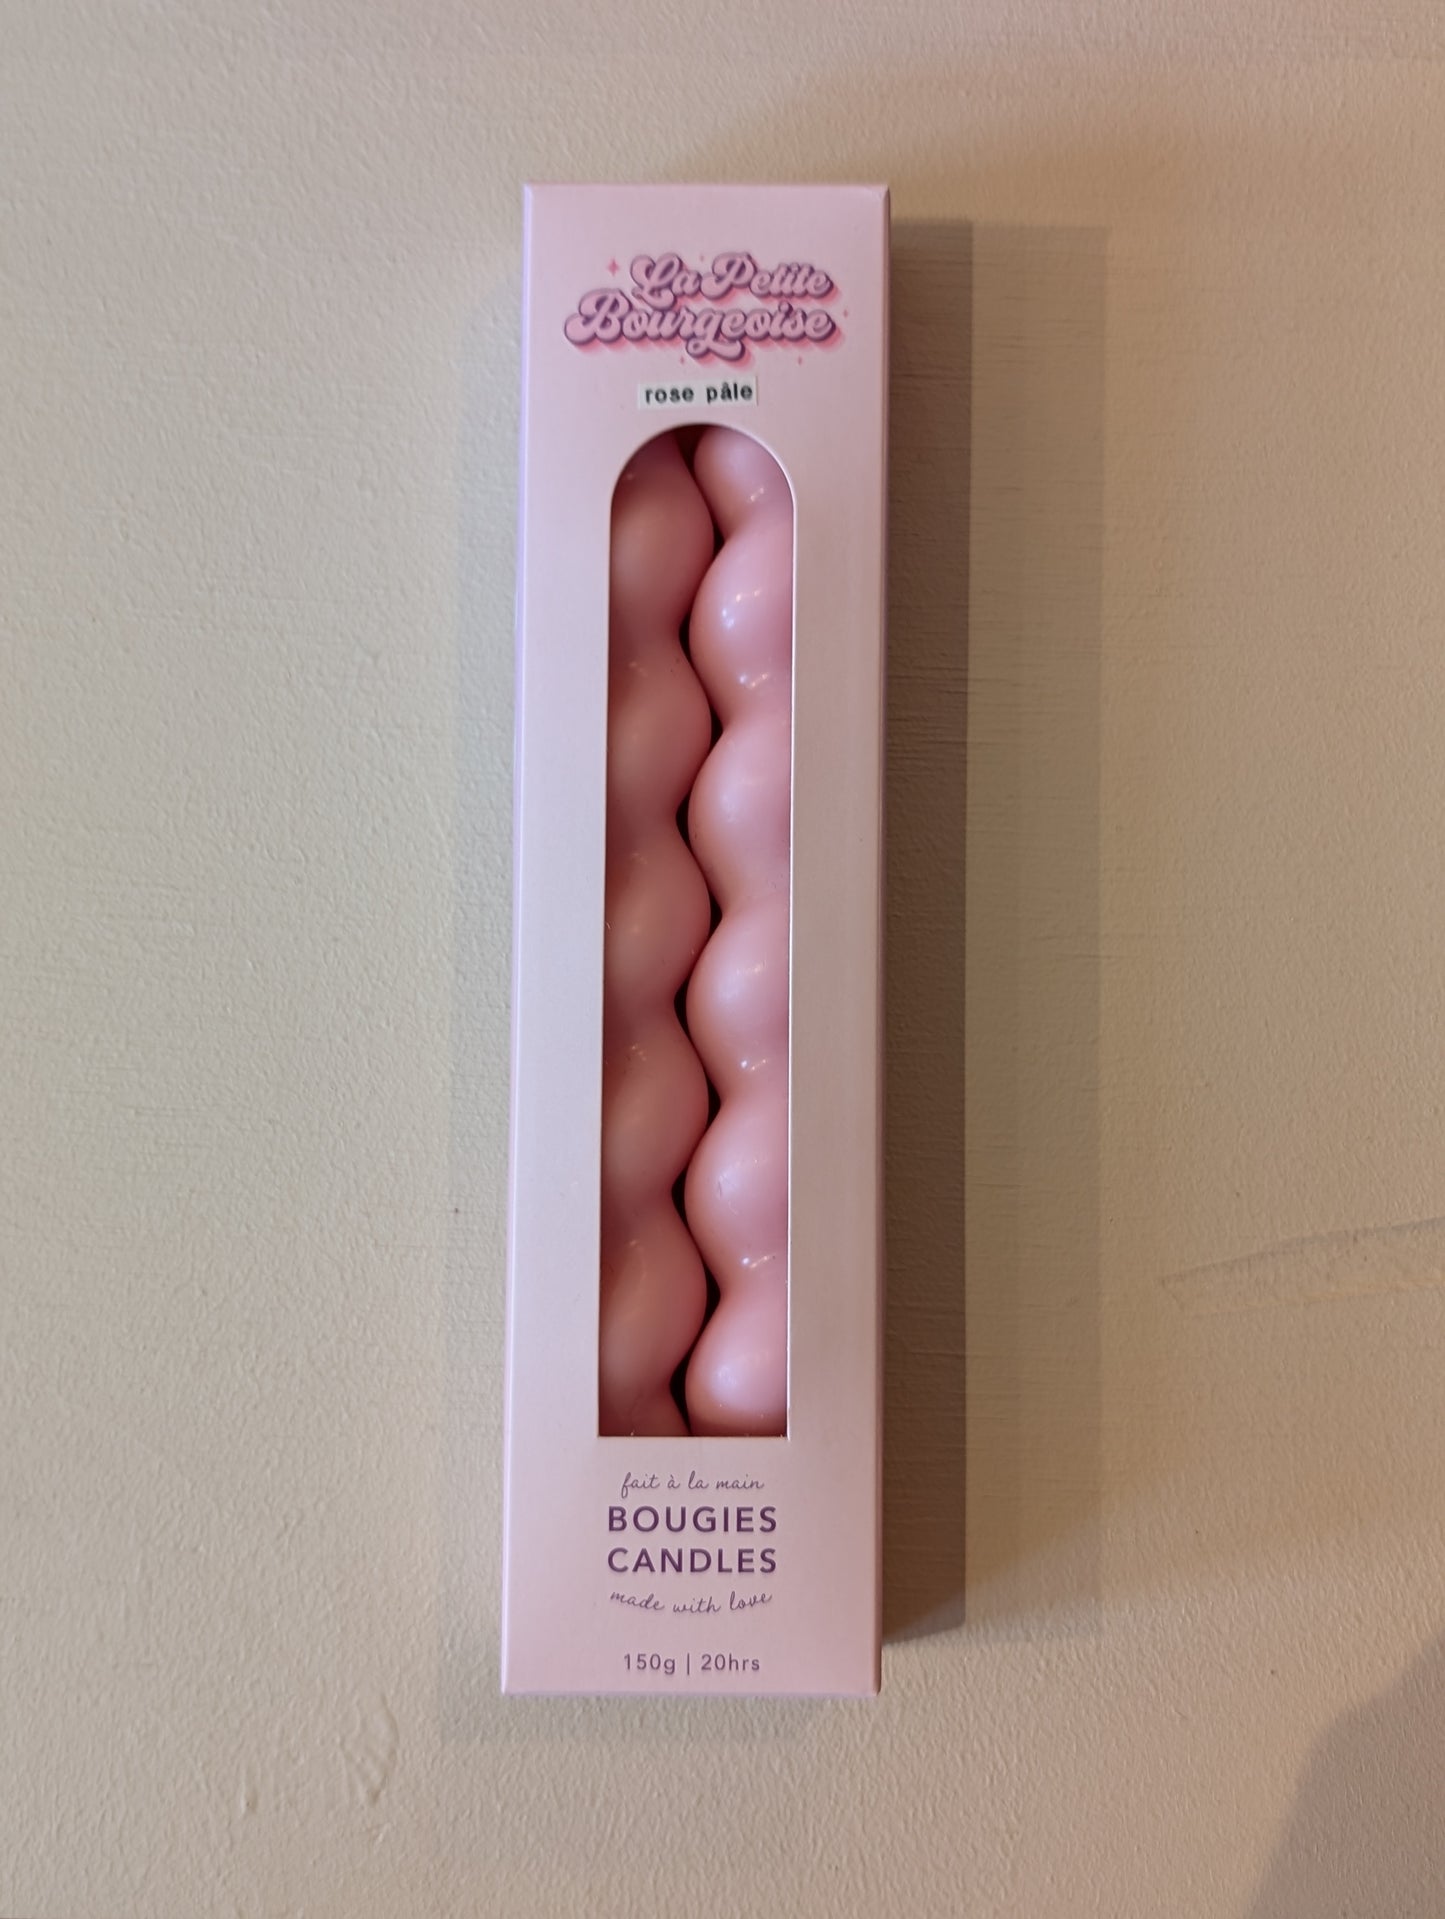 La Petite
Bourgeoise
rose pâle
fait à la main
BOUGIES
CANDLES
made with love
150g | 20hrs